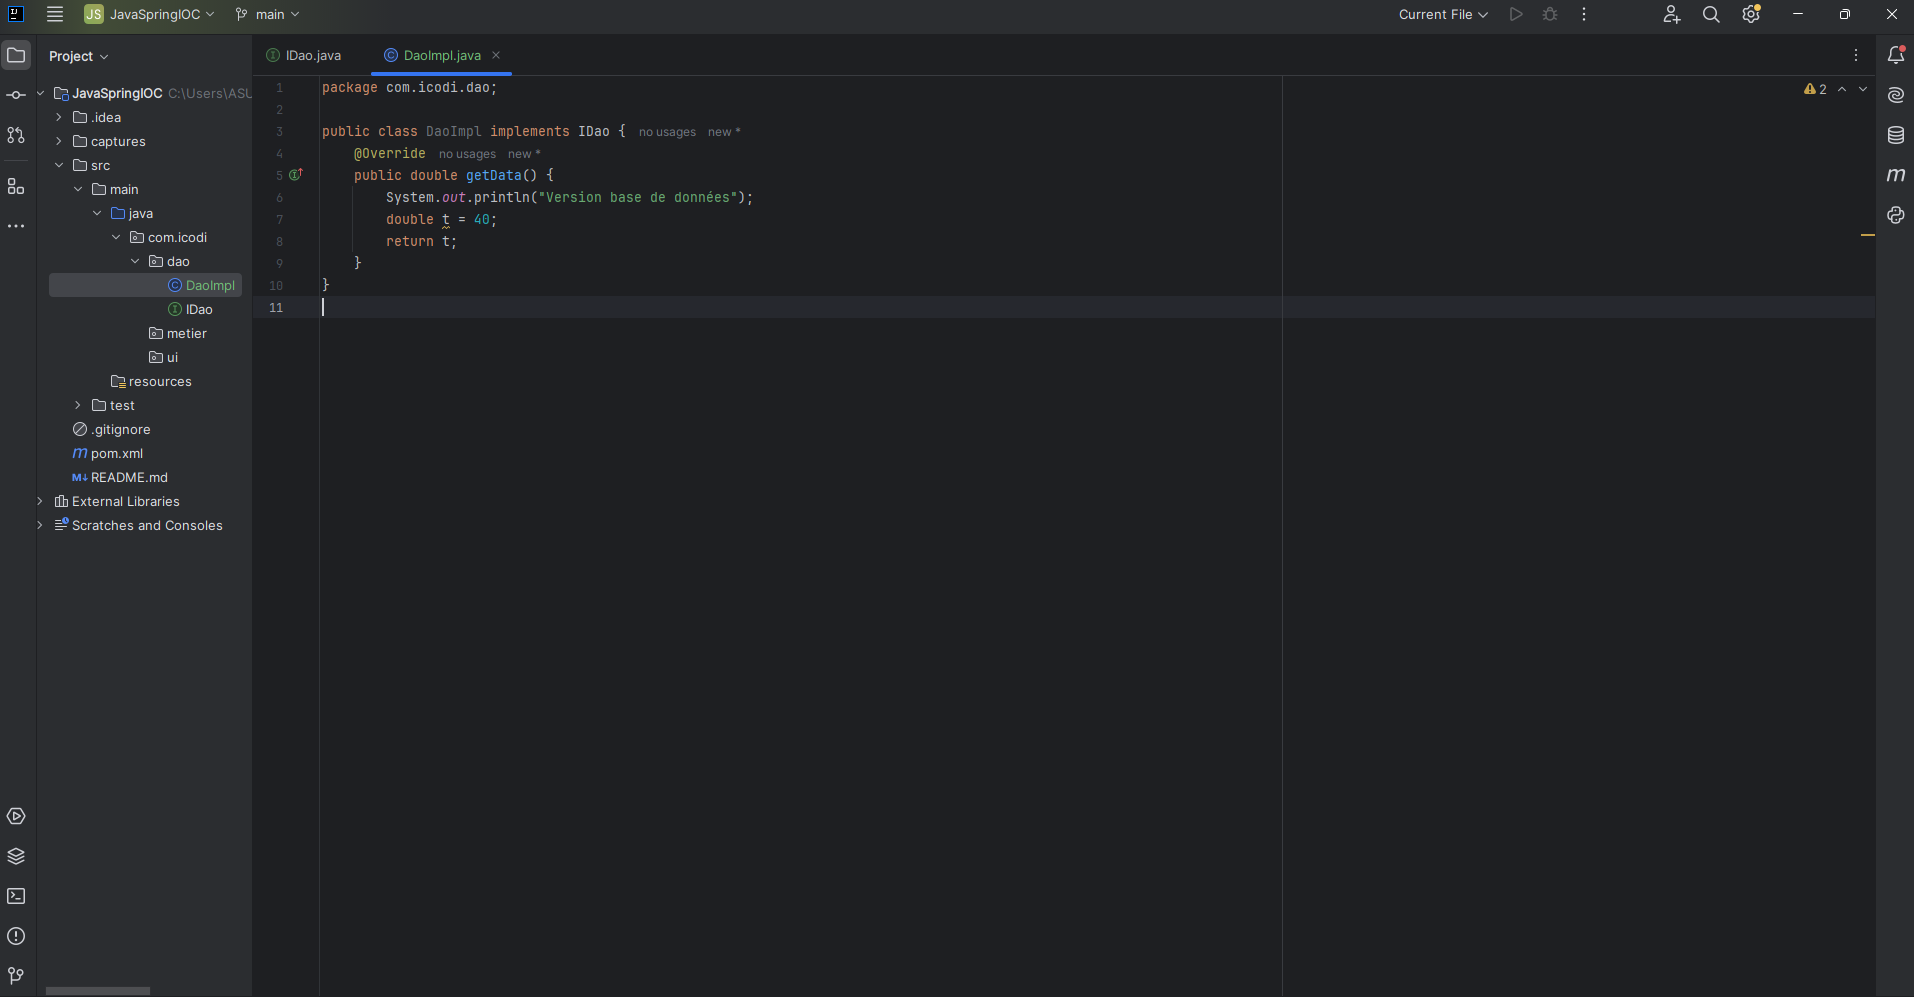 JS JavaSpringIOC main Current File
Project
IDao.java DaoImpl.java
JavaSpringIOC C:\Users\ASU
.idea
captures
src
main
java
com.icodi
dao
DaoImpl
IDao
metier
ui
resources
test
.gitignore
pom.xml
README.md
External Libraries
Scratches and Consoles
1 package com.icodi.dao;
2
3 public class DaoImpl implements IDao { no usages new *
4 @Override no usages new *
5 public double getData() {
6 System.out.println("Version base de données");
7 double t = 40;
8 return t;
9 }
10 }
11
2